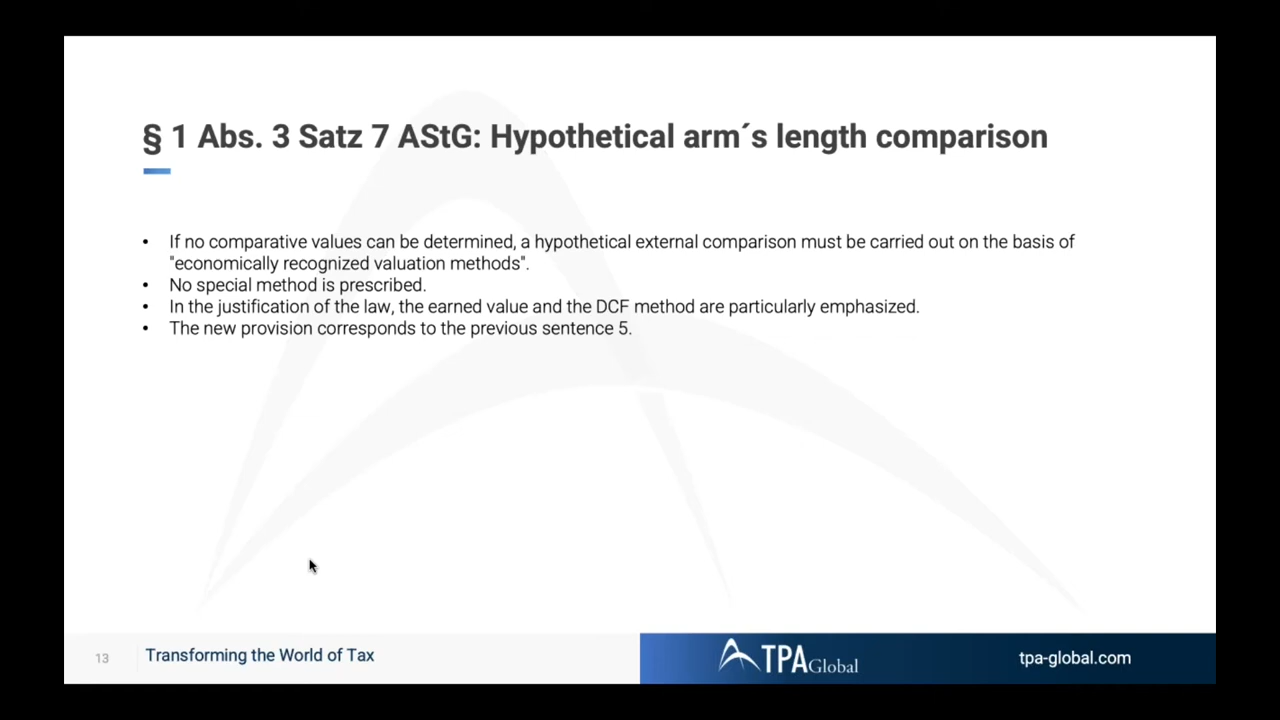 § 1 Abs. 3 Satz 7 AStG: Hypothetical arm´s length comparison
• If no comparative values can be determined, a hypothetical external comparison must be carried out on the basis of
"economically recognized valuation methods".
• No special method is prescribed.
• In the justification of the law, the earned value and the DCF method are particularly emphasized.
• The new provision corresponds to the previous sentence 5.
13 Transforming the World of Tax TPA Global tpa-global.com